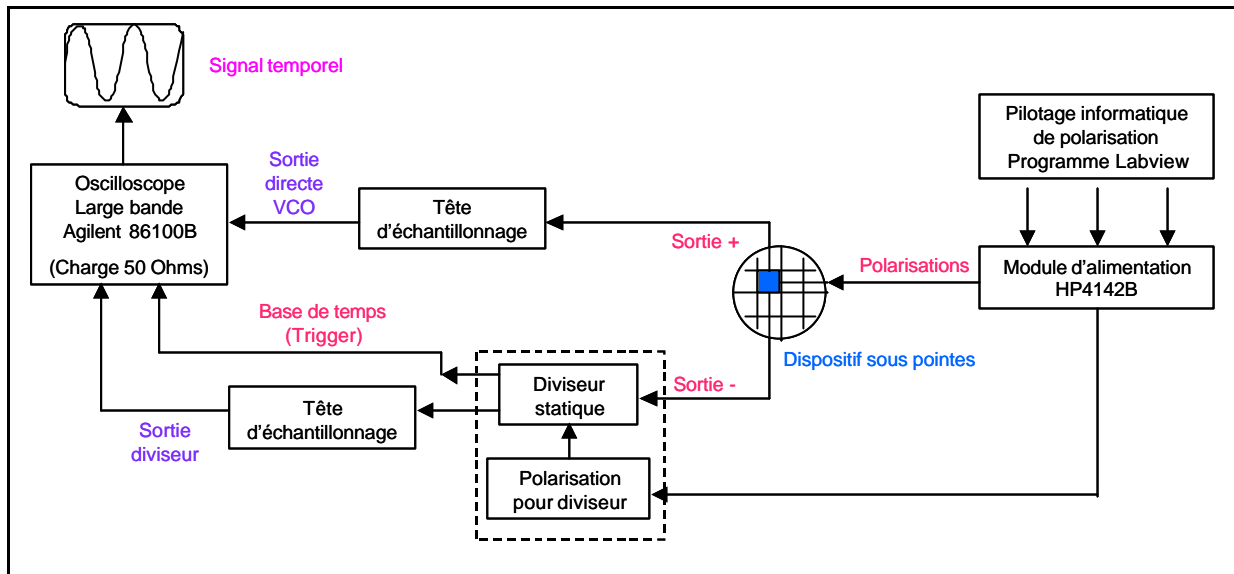 Signal temporel
Pilotage informatique
de polarisation
Programme Labview
Oscilloscope
Large bande
Agilent 86100B
(Charge 50 Ohms)
Sortie
directe
VCO
Tête
d'échantillonnage
Sortie +
Polarisations
Module d'alimentation
HP4142B
Base de temps
(Trigger)
Dispositif sous pointes
Sortie -
Diviseur
statique
Tête
d'échantillonnage
Sortie
diviseur
Polarisation
pour diviseur